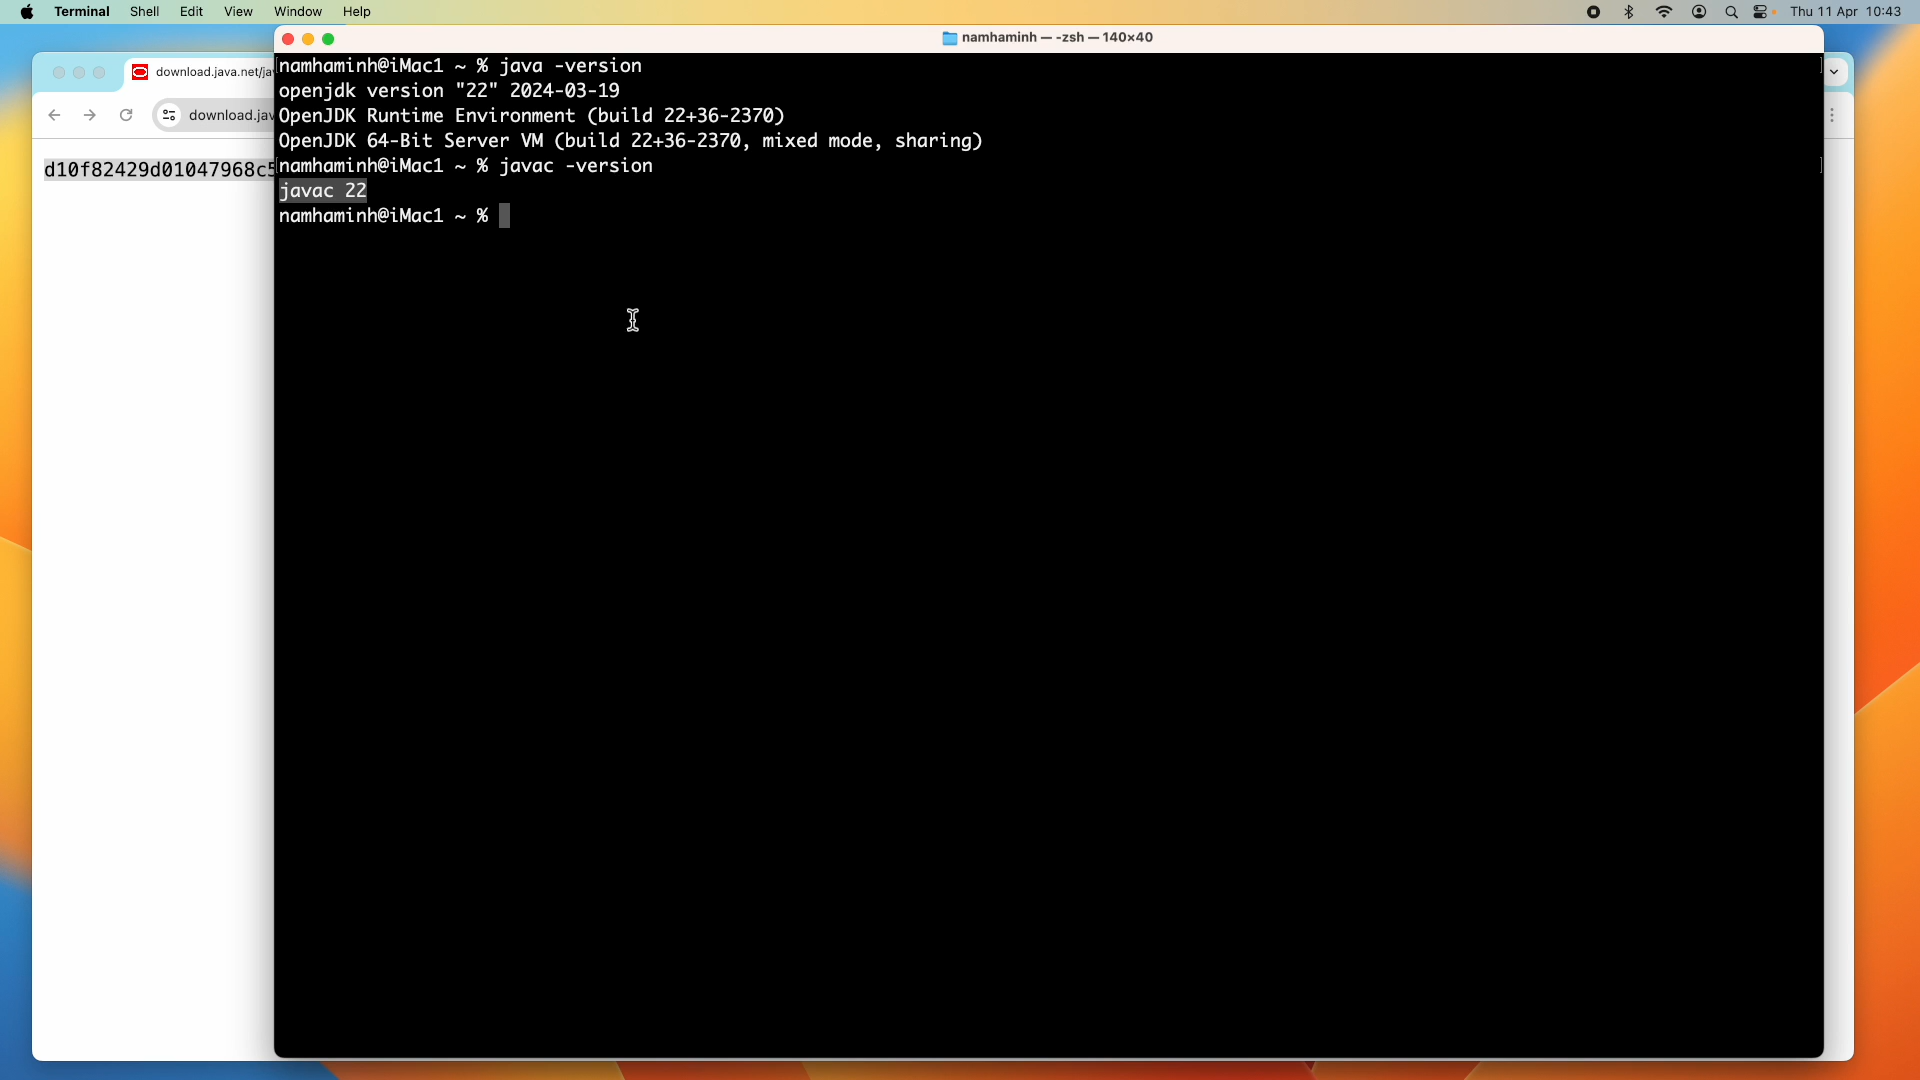 Terminal Shell Edit View Window Help Thu 11 Apr 10:43
namhaminh — -zsh — 140×40
download.java.net/ja
download.jav
d10f82429d01047968c5
namhaminh@iMac1 ~ % java -version
openjdk version "22" 2024-03-19
OpenJDK Runtime Environment (build 22+36-2370)
OpenJDK 64-Bit Server VM (build 22+36-2370, mixed mode, sharing)
namhaminh@iMac1 ~ % javac -version
javac 22
namhaminh@iMac1 ~ %